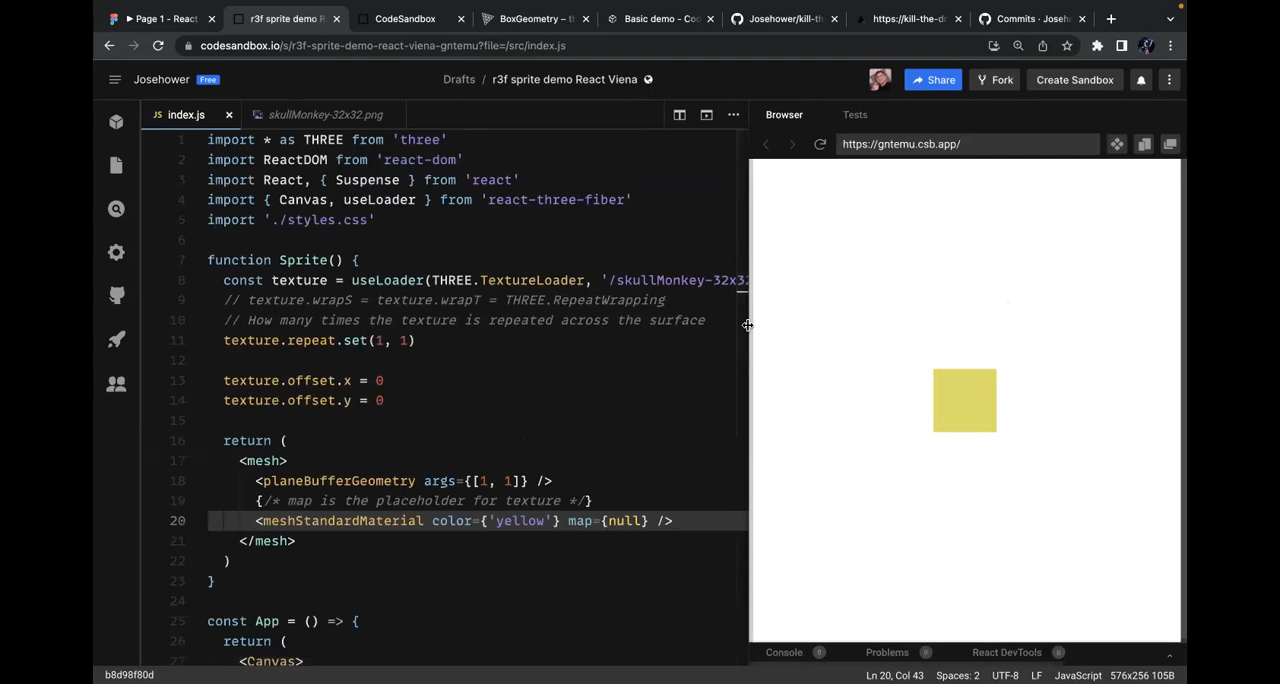 ▶ Page 1 - React
r3f sprite demo R
CodeSandbox
BoxGeometry – th
Basic demo - Cod
Josehower/kill-th
https://kill-the-dr
Commits · Joseh
codesandbox.io/s/r3f-sprite-demo-react-viena-gntemu?file=/src/index.js
Josehower Free
Drafts / r3f sprite demo React Viena
Share
Fork
Create Sandbox
JS index.js
skullMonkey-32x32.png
Browser
Tests
https://gntemu.csb.app/
1 import * as THREE from 'three'
2 import ReactDOM from 'react-dom'
3 import React, { Suspense } from 'react'
4 import { Canvas, useLoader } from 'react-three-fiber'
5 import './styles.css'
6
7 function Sprite() {
8 const texture = useLoader(THREE.TextureLoader, '/skullMonkey-32x32
9 // texture.wrapS = texture.wrapT = THREE.RepeatWrapping
10 // How many times the texture is repeated across the surface
11 texture.repeat.set(1, 1)
12
13 texture.offset.x = 0
14 texture.offset.y = 0
15
16 return (
17 <mesh>
18 <planeBufferGeometry args={[1, 1]} />
19 {/* map is the placeholder for texture */}
20 <meshStandardMaterial color={'yellow'} map={null} />
21 </mesh>
22 )
23 }
24
25 const App = () => {
26 return (
27 <Canvas>
Console 0
Problems 0
React DevTools 0
b8d98f80d
Ln 20, Col 43
Spaces: 2
UTF-8
LF
JavaScript
576x256 105B